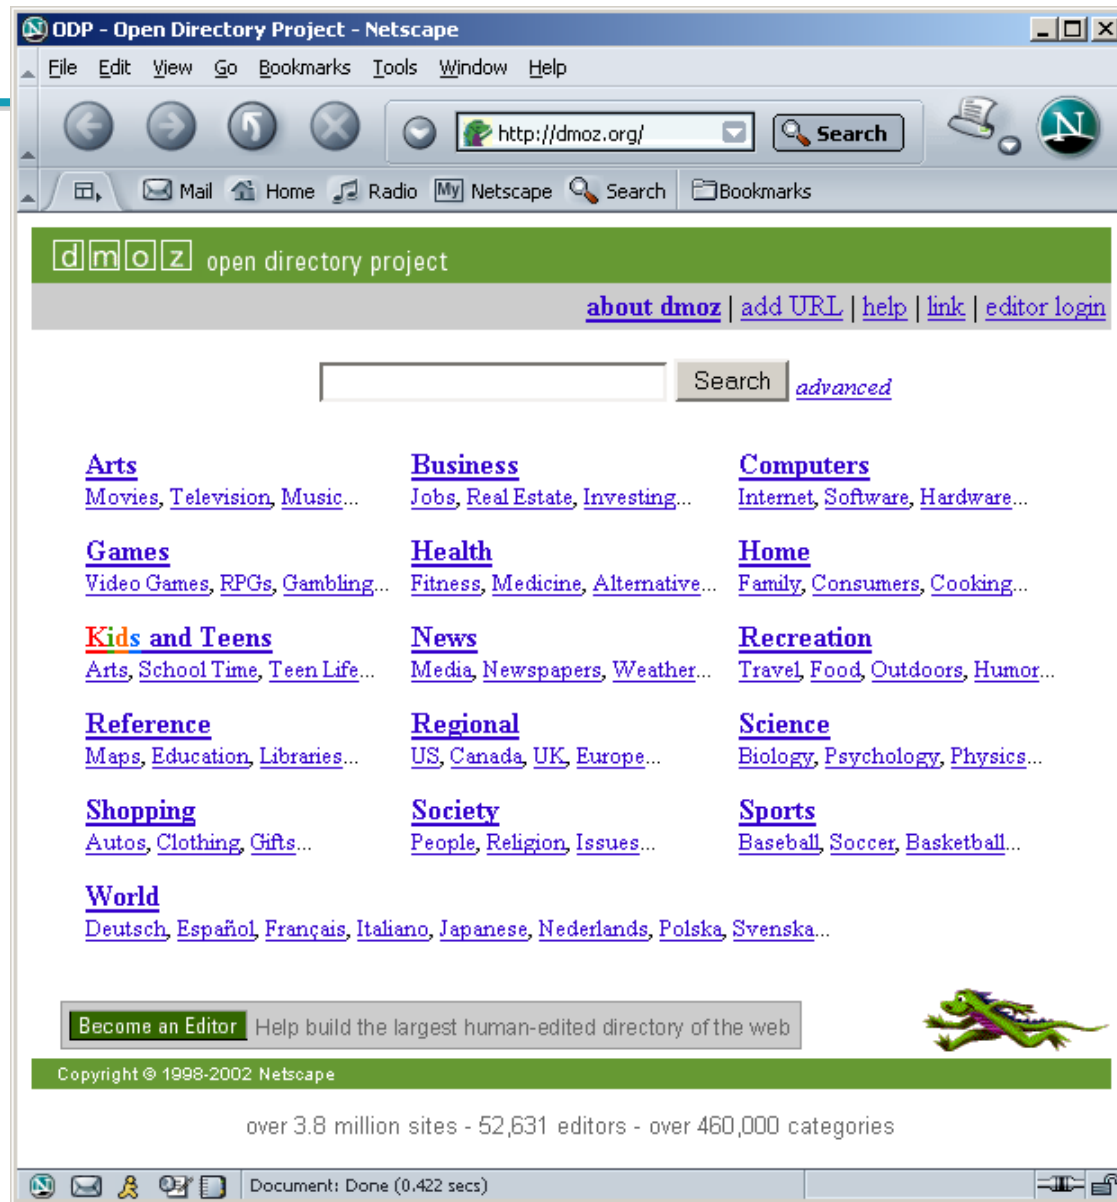 ODP - Open Directory Project - Netscape
File Edit View Go Bookmarks Tools Window Help
http://dmoz.org/ Search N
Mail Home Radio My Netscape Search Bookmarks
dmoz open directory project
about dmoz | add URL | help | link | editor login
Search advanced
Arts Business Computers
Movies, Television, Music... Jobs, Real Estate, Investing... Internet, Software, Hardware...
Games Health Home
Video Games, RPGs, Gambling... Fitness, Medicine, Alternative... Family, Consumers, Cooking...
Kids and Teens News Recreation
Arts, School Time, Teen Life... Media, Newspapers, Weather... Travel, Food, Outdoors, Humor...
Reference Regional Science
Maps, Education, Libraries... US, Canada, UK, Europe... Biology, Psychology, Physics...
Shopping Society Sports
Autos, Clothing, Gifts... People, Religion, Issues... Baseball, Soccer, Basketball...
World
Deutsch, Español, Français, Italiano, Japanese, Nederlands, Polska, Svenska...
Become an Editor Help build the largest human-edited directory of the web
Copyright © 1998-2002 Netscape
over 3.8 million sites - 52,631 editors - over 460,000 categories
Document: Done (0.422 secs)